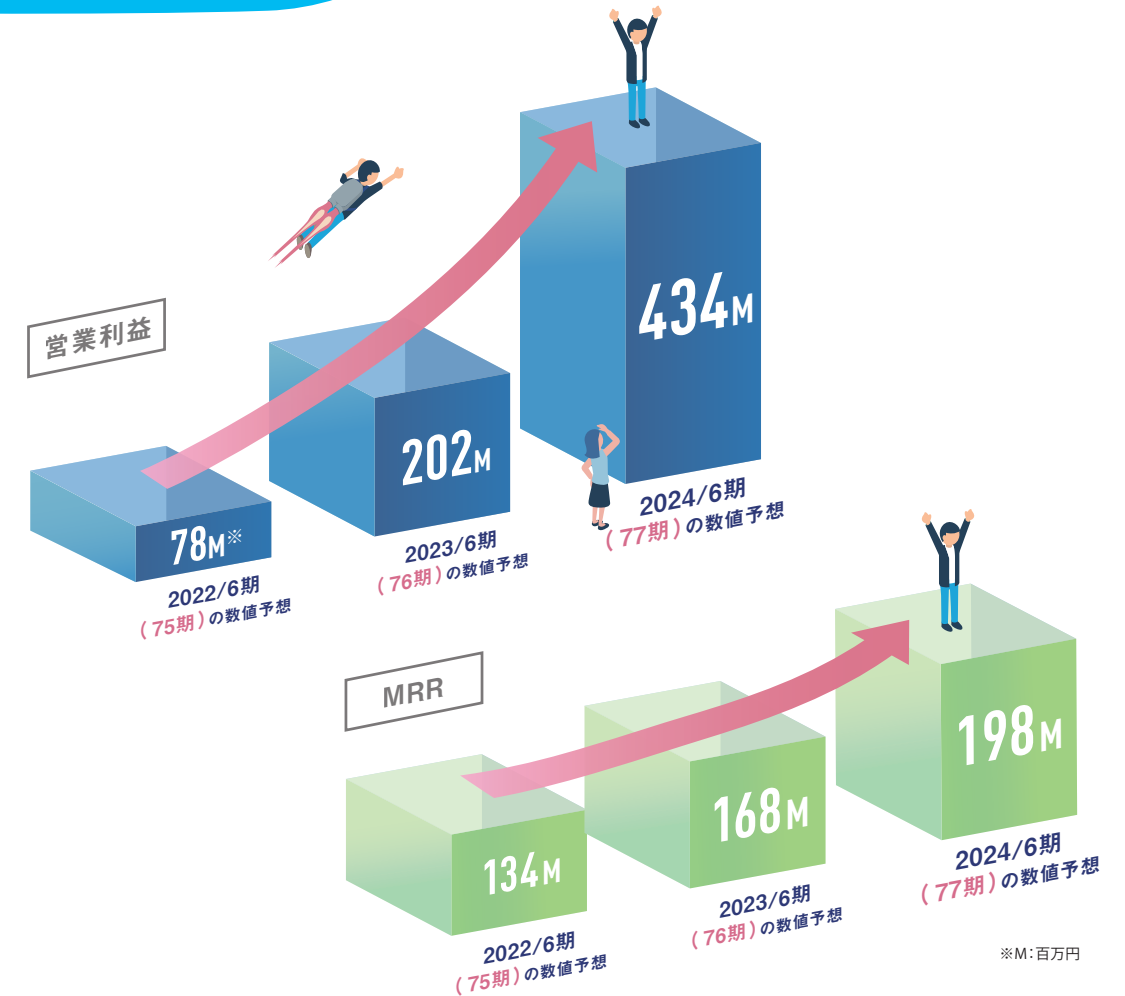 営業利益
434M
202M
78M※
2024/6期
(77期)の数値予想
2023/6期
(76期)の数値予想
2022/6期
(75期)の数値予想
MRR
198M
168M
134M
2024/6期
(77期)の数値予想
2023/6期
(76期)の数値予想
2022/6期
(75期)の数値予想
※M：百万円